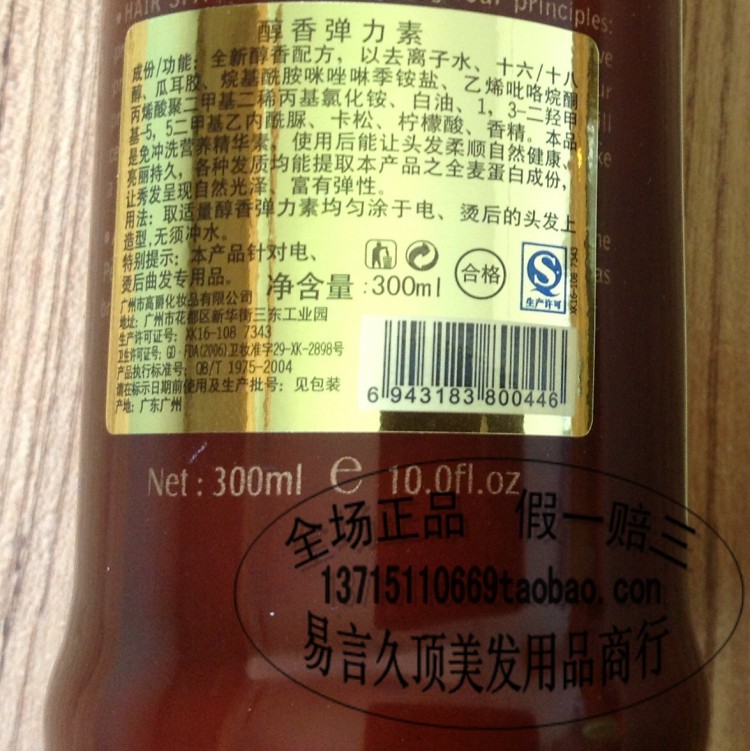 HAIR SPA
our principles:
醇香弹力素
成份/功能：全新醇香配方，以去离子水、十六/十八
醇、瓜耳胶、烷基酰胺咪唑啉季铵盐、乙烯吡咯烷酮
丙烯酸聚二甲基二稀丙基氯化铵、白油、1，3-二羟甲
基-5，5二甲基乙内酰脲、卡松、柠檬酸、香精。本品
是免冲洗营养精华素、使用后能让头发柔顺自然健康、
亮丽持久，各种发质均能提取本产品之全麦蛋白成份，
让秀发呈现自然光泽、富有弹性。
用法：取适量醇香弹力素均匀涂于电、烫后的头发上
造型,无须冲水。
特别提示：本产品针对电、
烫后曲发专用品。
净含量:300ml
合格
生产许可
XK16-108 7343
广州市高爵化妆品有限公司
地址：广州市花都区新华街三东工业园
生产许可证号：XK16-108 7343
卫生许可证号：GD·FDA(2006)卫妆准字29-XK-2898号
产品执行标准号：QB/T 1975-2004
请在标示日期前使用及生产批号：见包装
产地：广东广州
6 943183 800446
Net : 300ml e 10.0fl.oz
全场正品 假一赔三
13715110669taobao.com
易言久顶美发用品商行